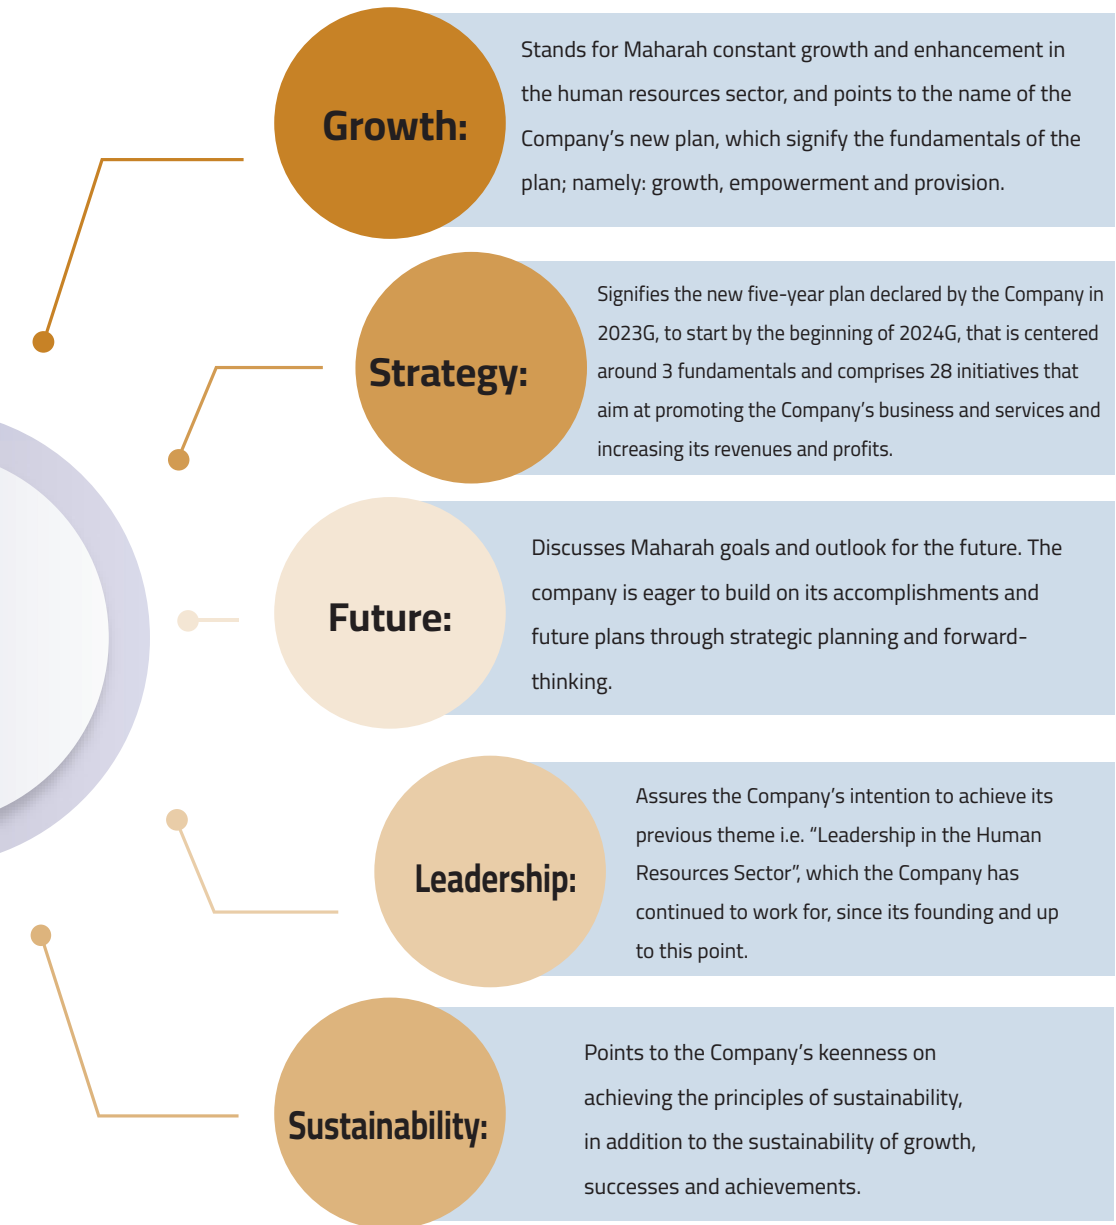 Growth:
Stands for Maharah constant growth and enhancement in
the human resources sector, and points to the name of the
Company’s new plan, which signify the fundamentals of the
plan; namely: growth, empowerment and provision.
Strategy:
Signifies the new five-year plan declared by the Company in
2023G, to start by the beginning of 2024G, that is centered
around 3 fundamentals and comprises 28 initiatives that
aim at promoting the Company’s business and services and
increasing its revenues and profits.
Future:
Discusses Maharah goals and outlook for the future. The
company is eager to build on its accomplishments and
future plans through strategic planning and forward-
thinking.
Leadership:
Assures the Company’s intention to achieve its
previous theme i.e. “Leadership in the Human
Resources Sector”, which the Company has
continued to work for, since its founding and up
to this point.
Sustainability:
Points to the Company’s keenness on
achieving the principles of sustainability,
in addition to the sustainability of growth,
successes and achievements.